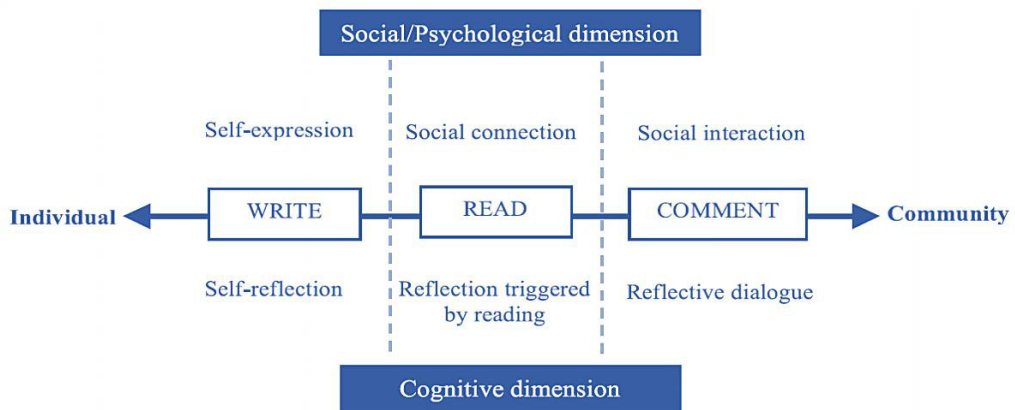 Social/Psychological dimension
Self-expression
Social connection
Social interaction
Individual
WRITE
READ
COMMENT
Community
Self-reflection
Reflection triggered
by reading
Reflective dialogue
Cognitive dimension